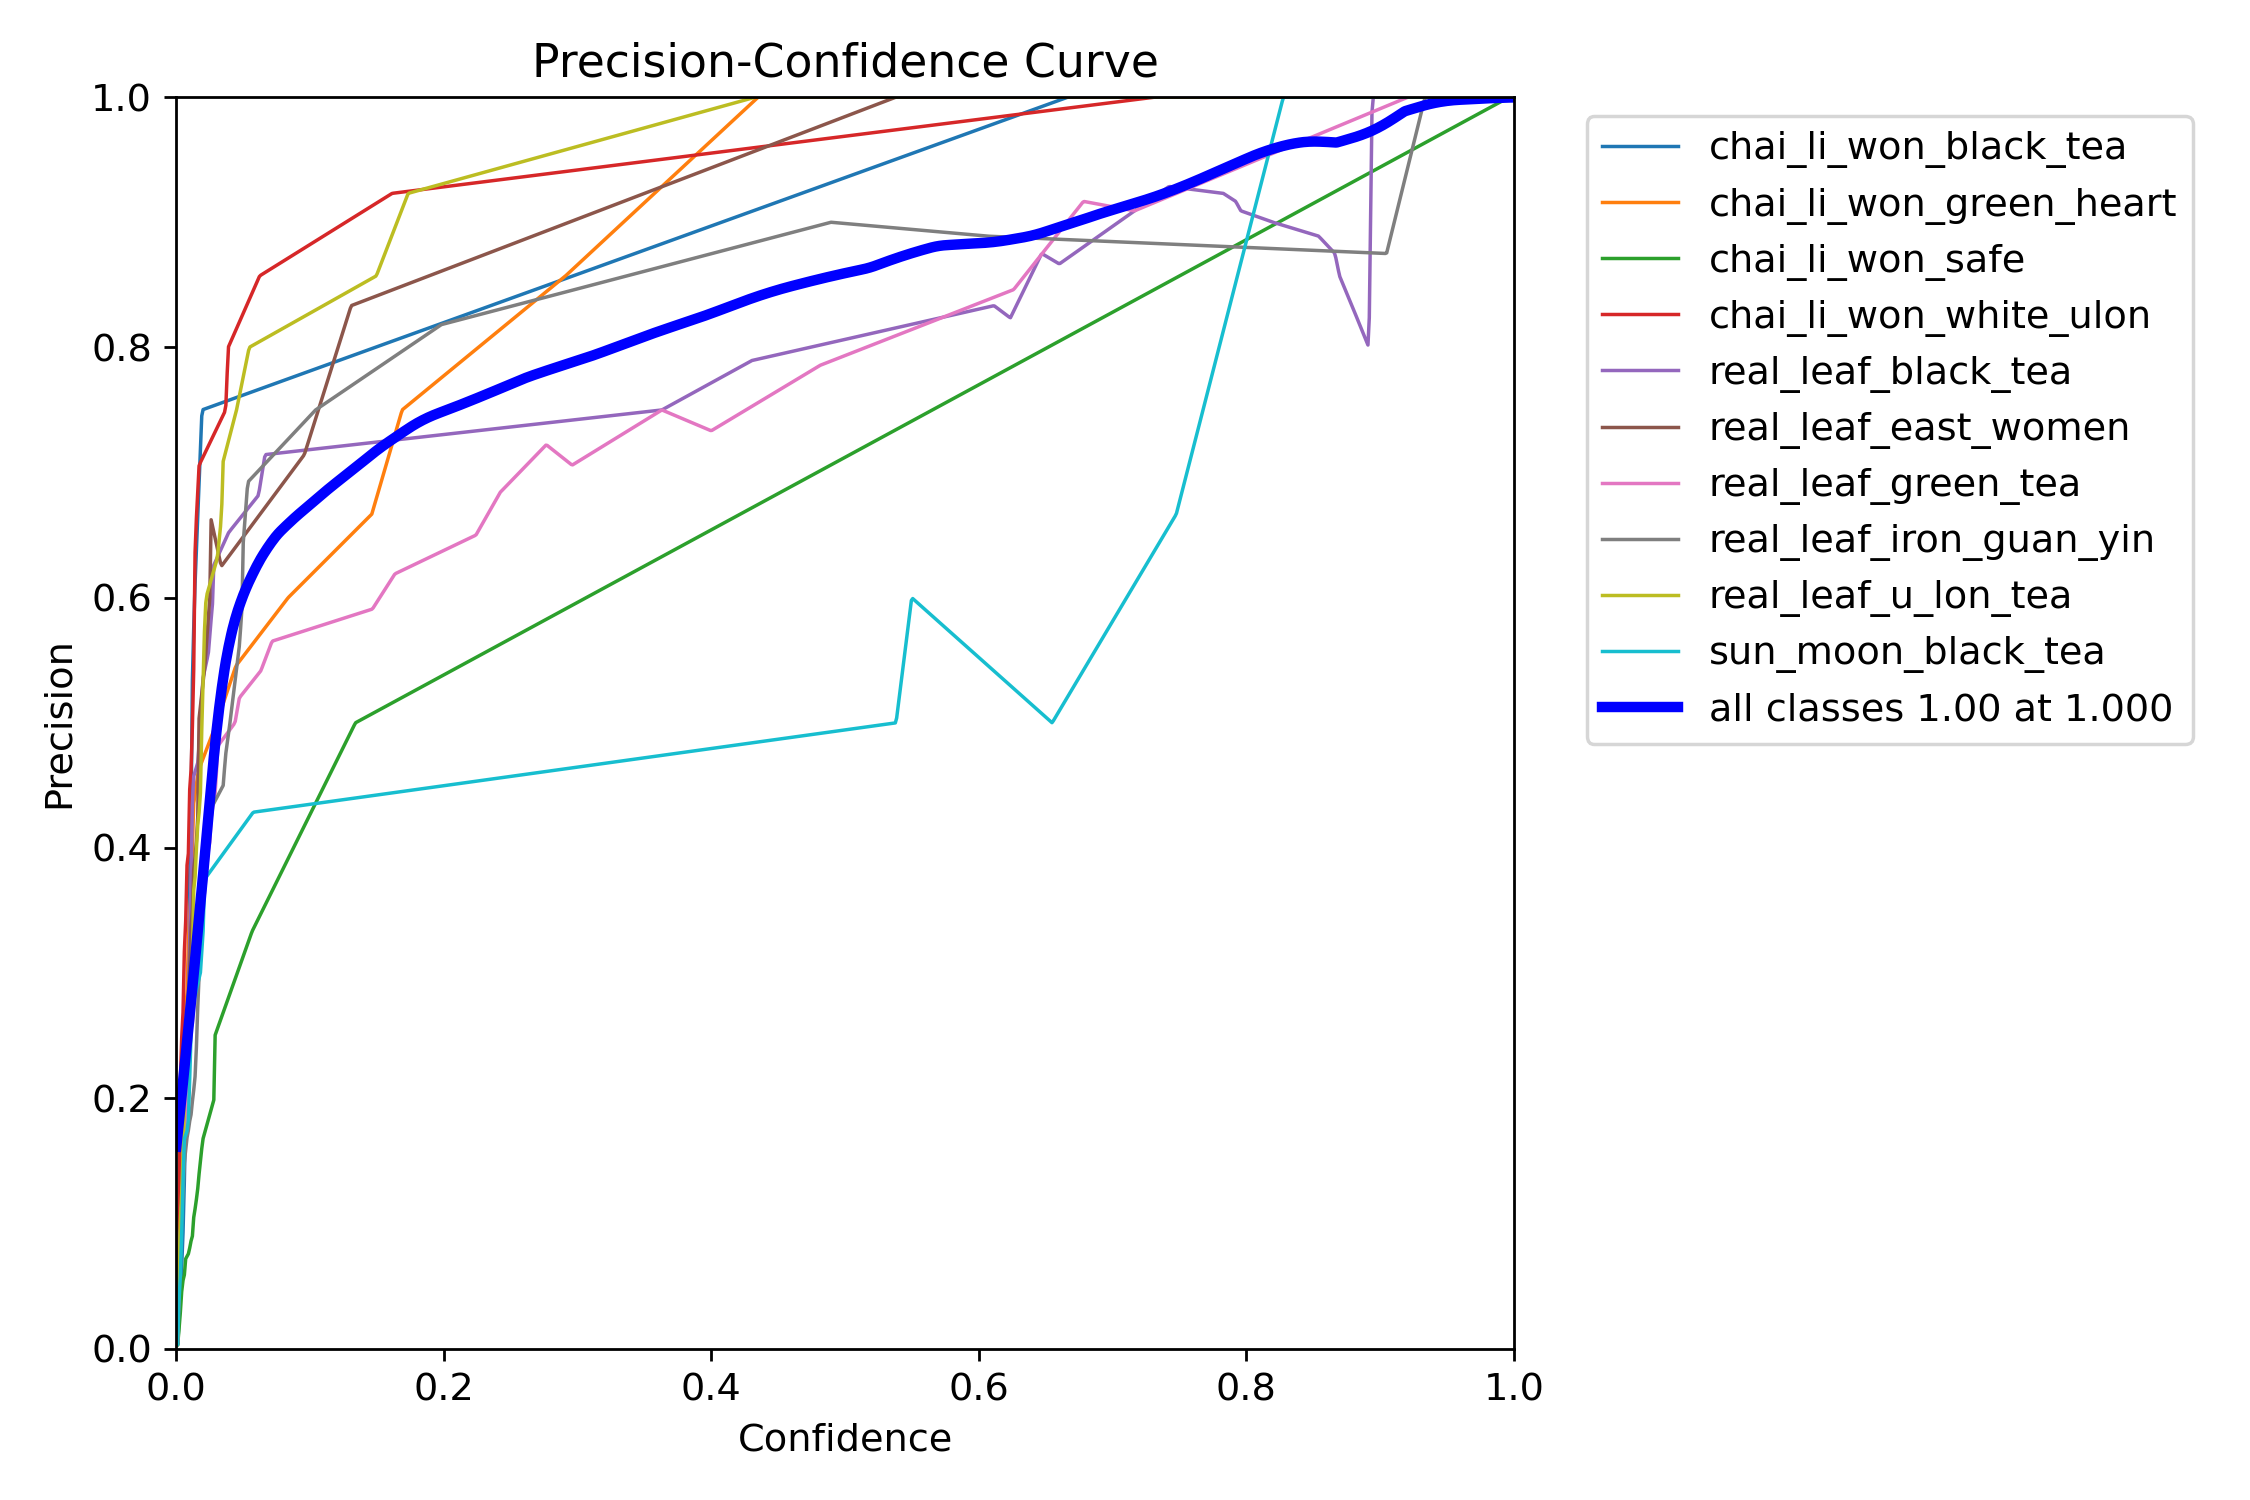 Precision-Confidence Curve
1.0
0.8
0.6
0.4
0.2
0.0
Precision
0.0 0.2 0.4 0.6 0.8 1.0
Confidence
chai_li_won_black_tea
chai_li_won_green_heart
chai_li_won_safe
chai_li_won_white_ulon
real_leaf_black_tea
real_leaf_east_women
real_leaf_green_tea
real_leaf_iron_guan_yin
real_leaf_u_lon_tea
sun_moon_black_tea
all classes 1.00 at 1.000